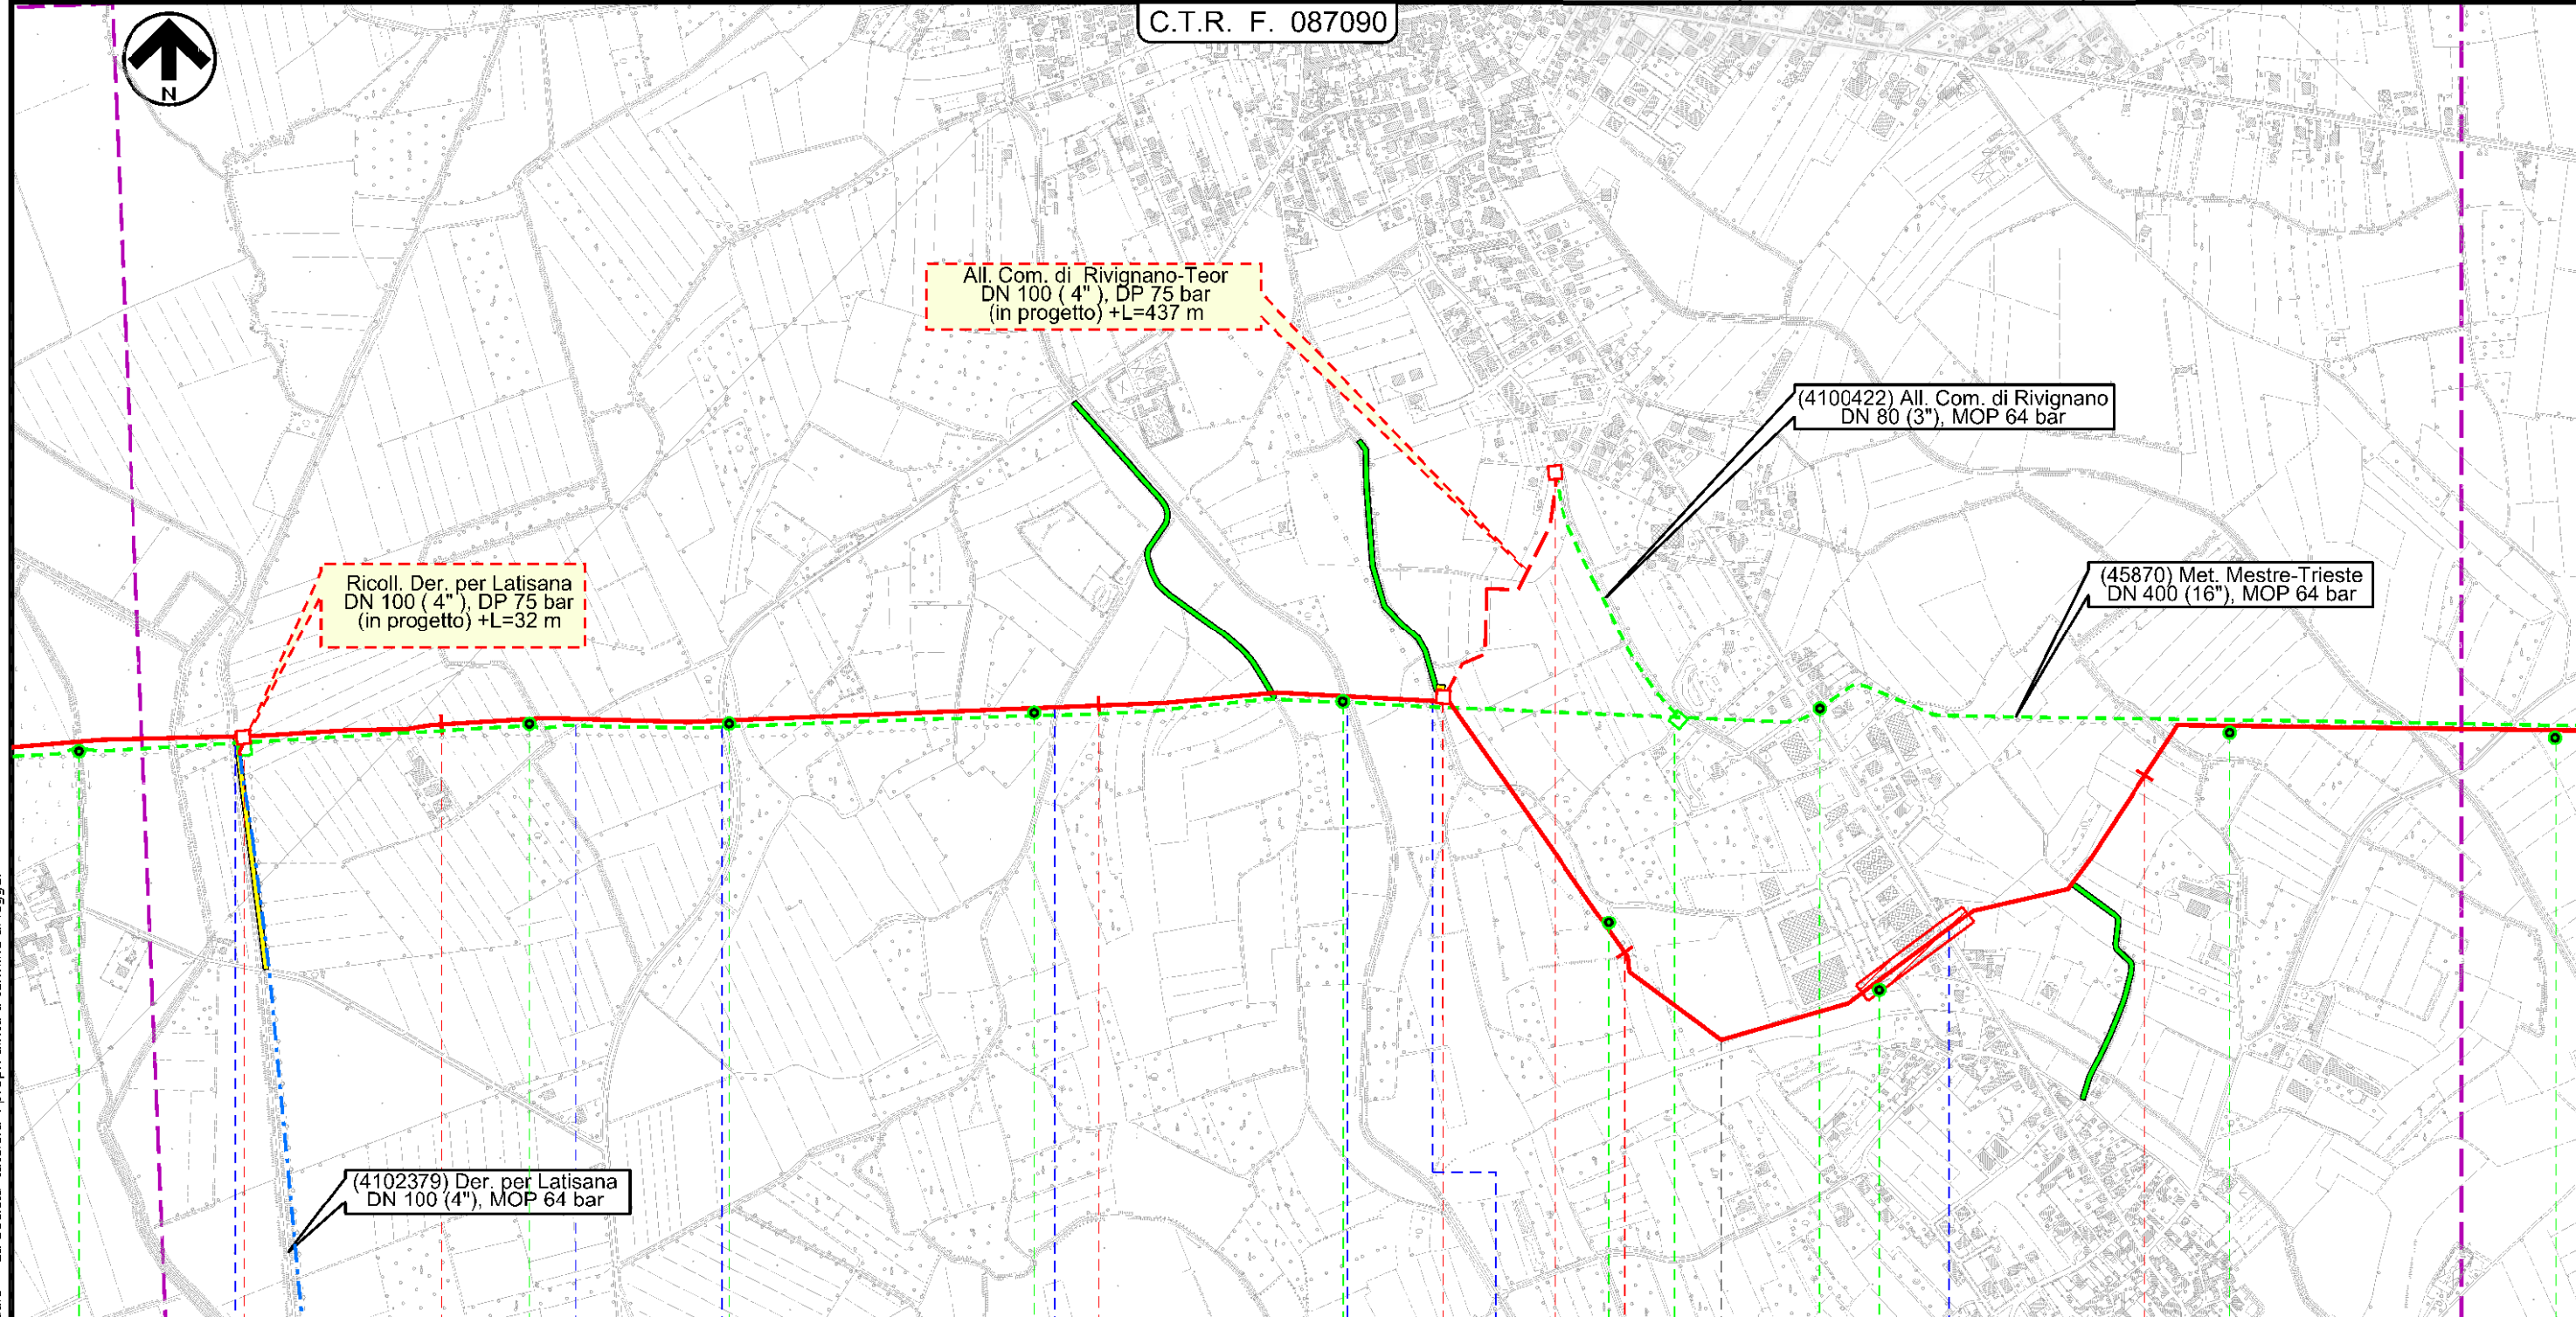 C.T.R. F. 087090
N
All. Com. di Rivignano-Teor
DN 100 ( 4" ), DP 75 bar
(in progetto) +L=437 m
(4100422) All. Com. di Rivignano
DN 80 (3"), MOP 64 bar
(45870) Met. Mestre-Trieste
DN 400 (16"), MOP 64 bar
Ricoll. Der. per Latisana
DN 100 ( 4" ), DP 75 bar
(in progetto) +L=32 m
(4102379) Der. per Latisana
DN 100 (4"), MOP 64 bar